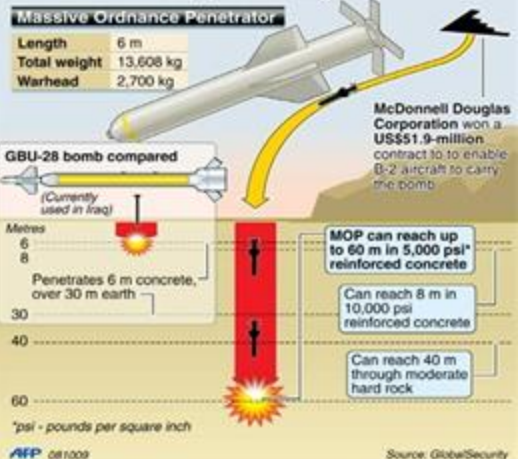 Massive Ordnance Penetrator
Length 6 m
Total weight 13,608 kg
Warhead 2,700 kg
McDonnell Douglas
Corporation won a
US$51.9-million
contract to to enable
B-2 aircraft to carry
the bomb
GBU-28 bomb compared
(Currently
used in Iraq)
Metres
6
8
Penetrates 6 m concrete,
over 30 m earth
30
40
60
MOP can reach up
to 60 m in 5,000 psi*
reinforced concrete
Can reach 8 m in
10,000 psi
reinforced concrete
Can reach 40 m
through moderate
hard rock
*psi - pounds per square inch
AFP 081009
Source: GlobalSecurity